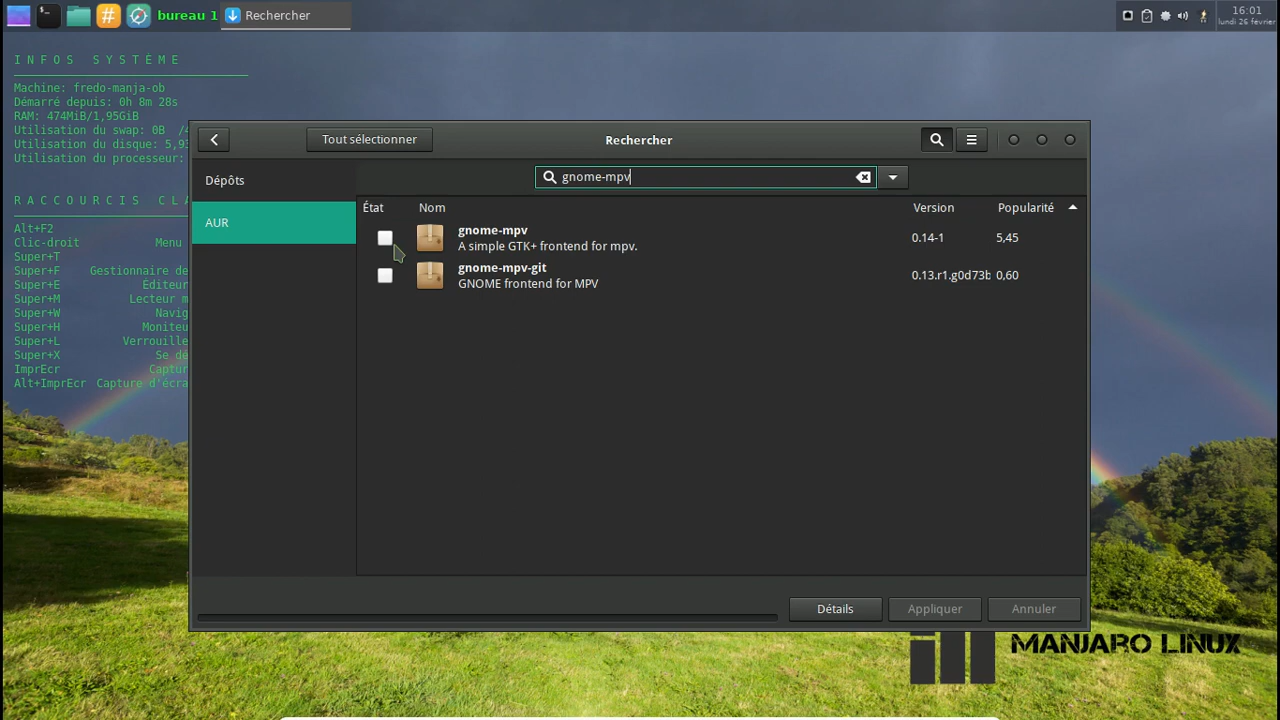 bureau 1
Rechercher
16:01
lundi 26 février
INFOS SYSTÈME
Machine: fredo-manja-ob
Démarré depuis: 0h 8m 28s
RAM: 474MiB/1,95GiB
Utilisation du swap: 0B /4
Utilisation du disque: 5,93
Utilisation du processeur:
RACCOURCIS CLA
Alt+F2
Clic-droit Menu
Super+T
Super+F Gestionnaire de
Super+E Éditeur
Super+M Lecteur m
Super+W Navig
Super+H Moniteu
Super+L Verrouille
Super+X Se dé
ImprEcr Captur
Alt+ImprEcr Capture d'écra
Tout sélectionner
Rechercher
Dépôts
AUR
gnome-mpv
État Nom Version Popularité
gnome-mpv
A simple GTK+ frontend for mpv.
0.14-1 5,45
gnome-mpv-git
GNOME frontend for MPV
0.13.r1.g0d73b 0,60
Détails Appliquer Annuler
MANJARO LINUX